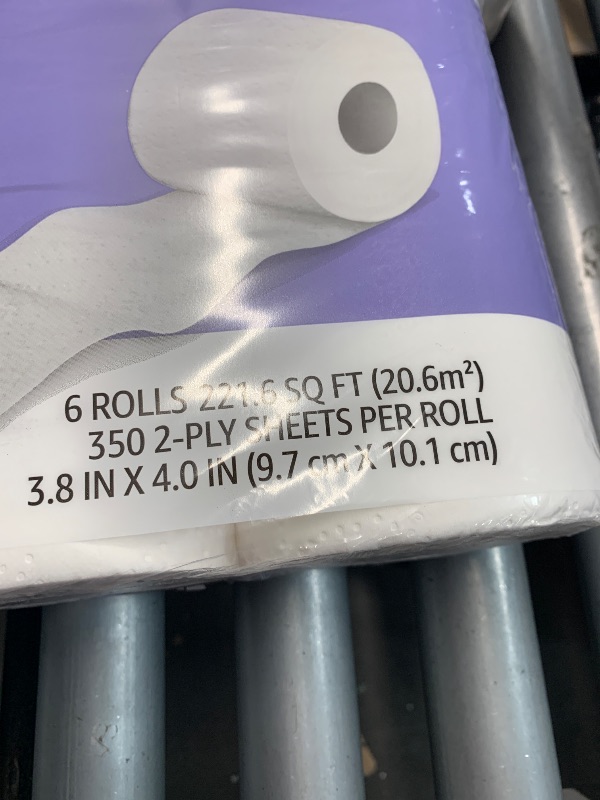 6 ROLLS 221.6 SQ FT (20.6m²)
350 2-PLY SHEETS PER ROLL
3.8 IN X 4.0 IN (9.7 cm X 10.1 cm)